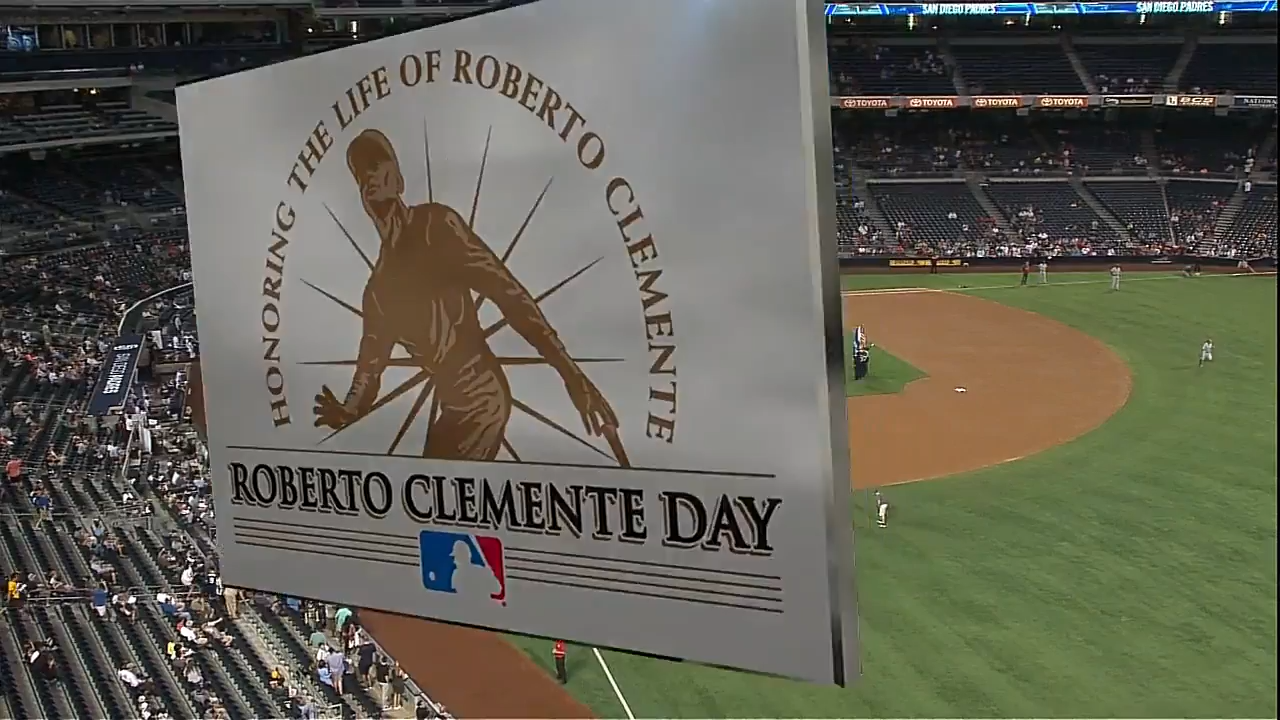 SAN DIEGO PADRES SAN DIEGO PADRES
HONORING THE LIFE OF ROBERTO CLEMENTE
TOYOTA TOYOTA TOYOTA TOYOTA
ROBERTO CLEMENTE DAY